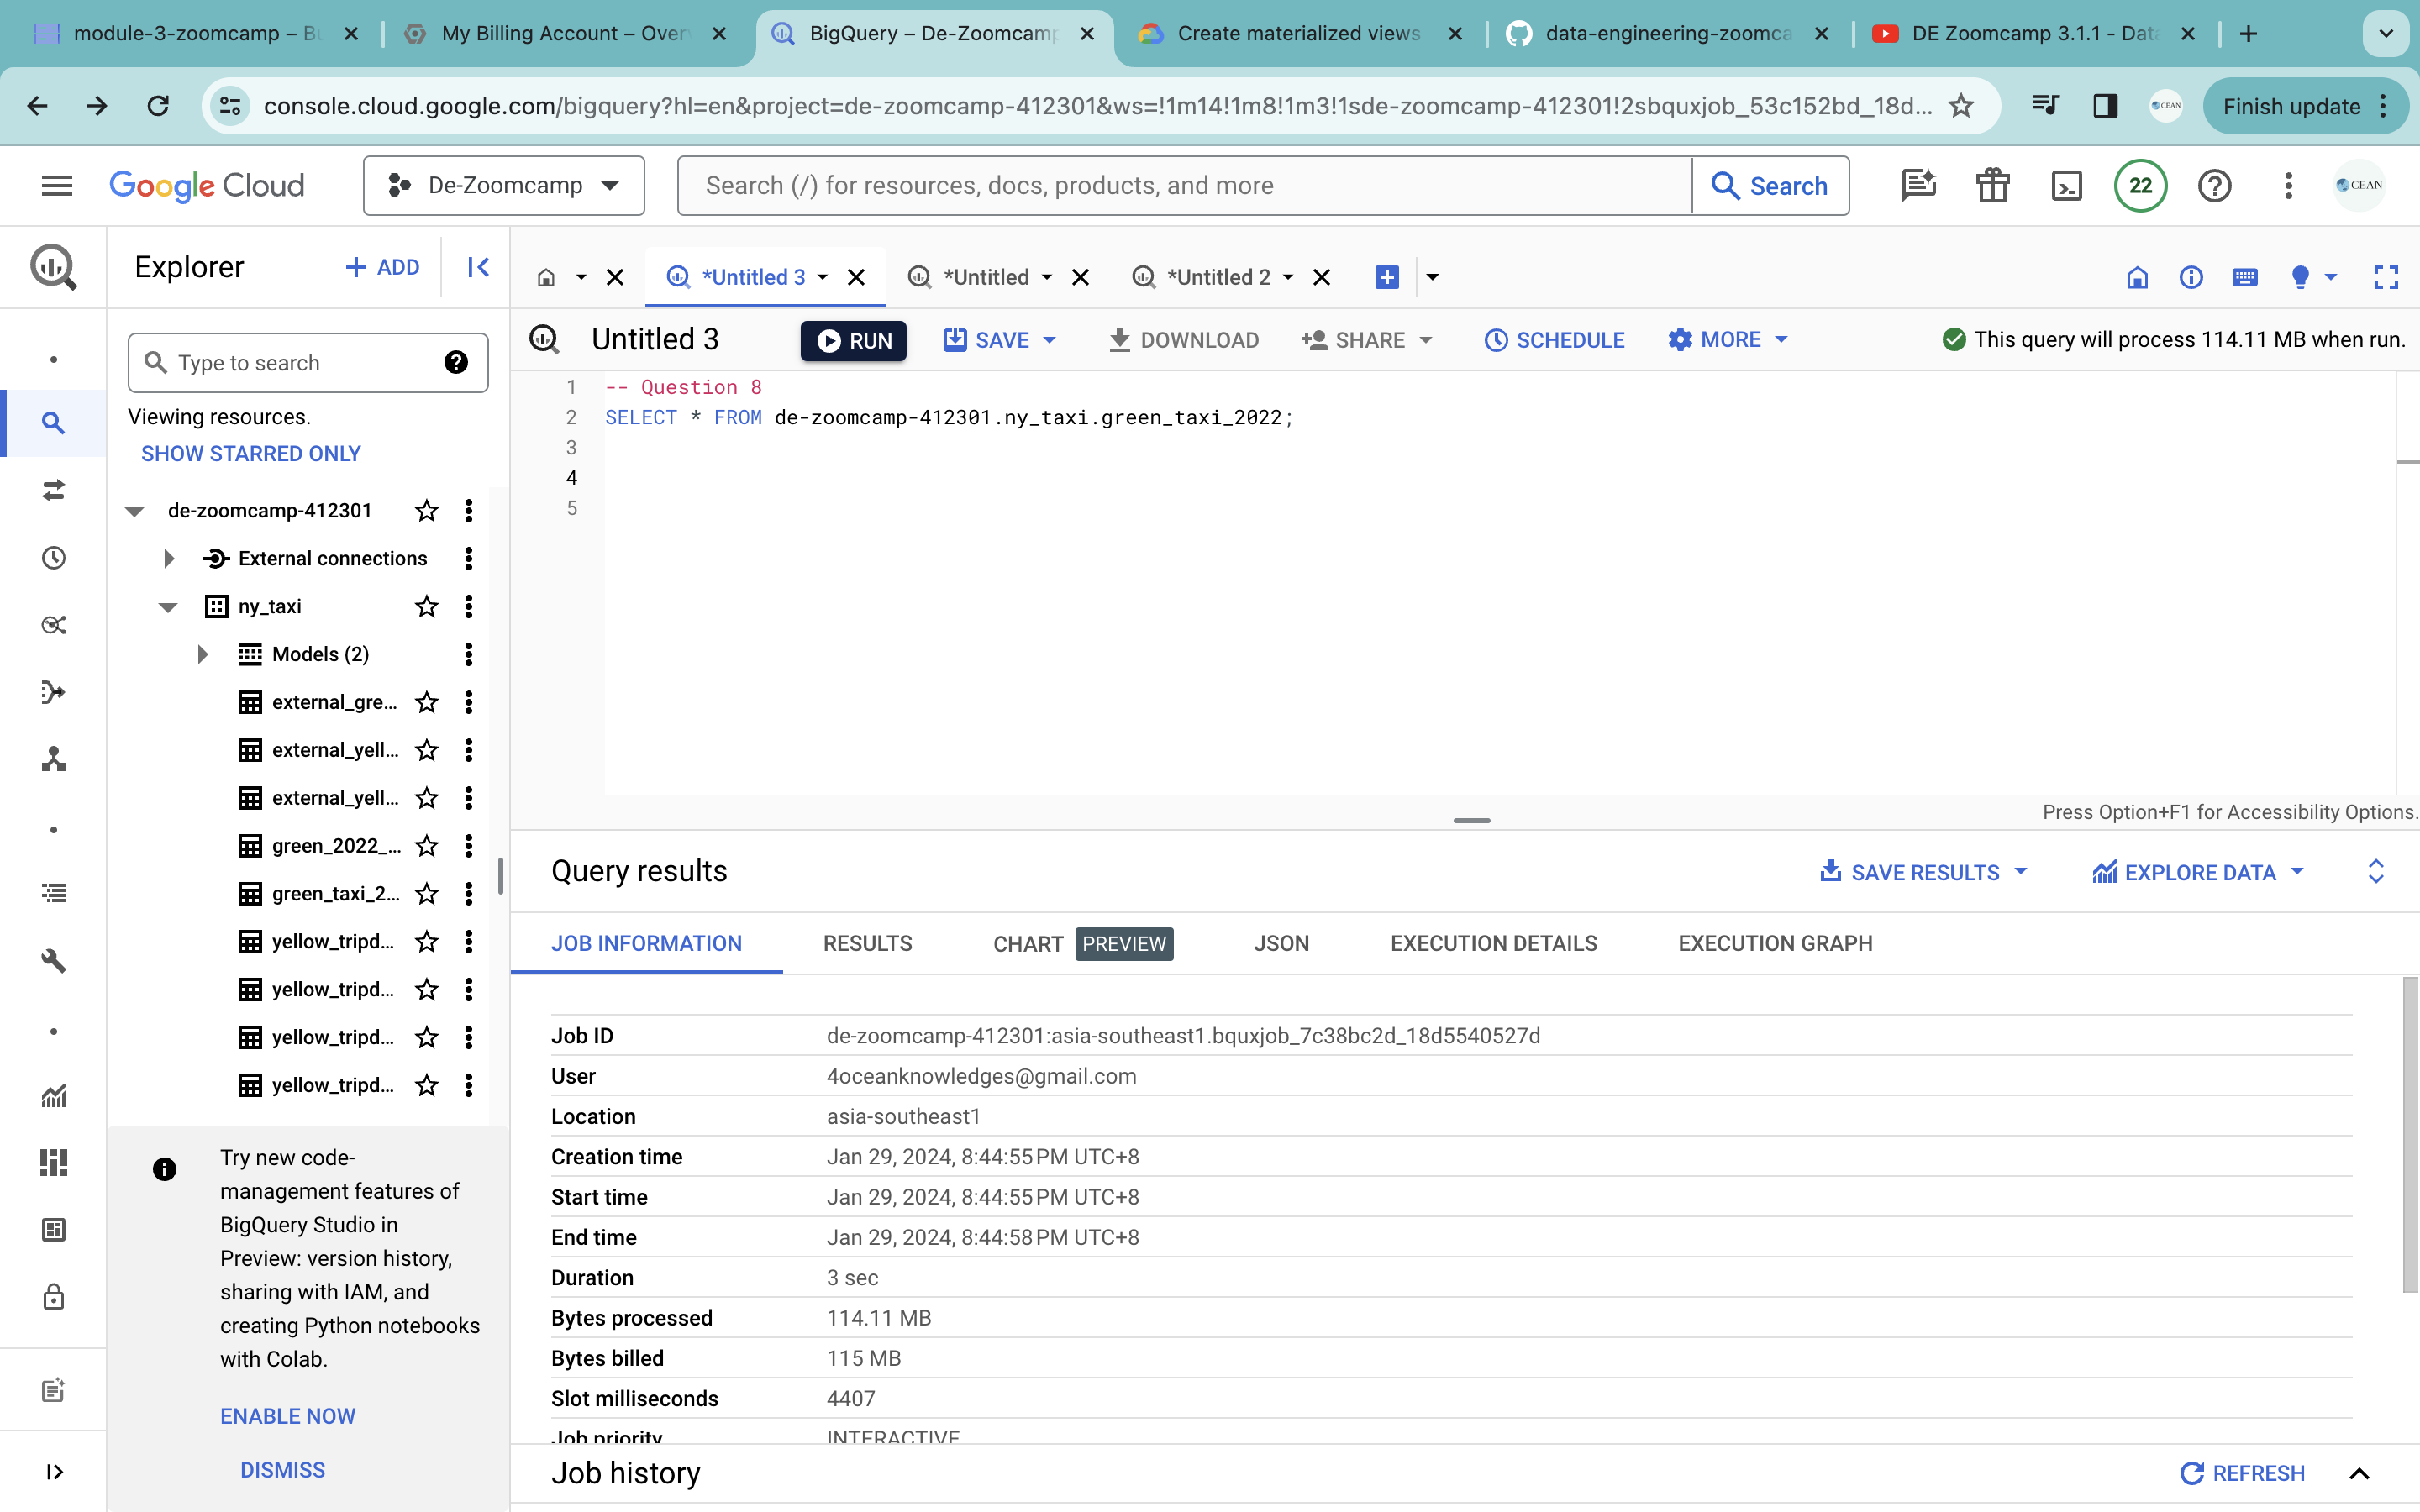 module-3-zoomcamp – Bu
My Billing Account – Over
BigQuery – De-Zoomcamp
Create materialized views
data-engineering-zoomca
DE Zoomcamp 3.1.1 - Data
console.cloud.google.com/bigquery?hl=en&project=de-zoomcamp-412301&ws=!1m14!1m8!1m3!1sde-zoomcamp-412301!2sbquxjob_53c152bd_18d...
CEAN
Finish update
Google Cloud
De-Zoomcamp
Search (/) for resources, docs, products, and more
Search
22
CEAN
Explorer
ADD
*Untitled 3
*Untitled
*Untitled 2
Untitled 3
RUN
SAVE
DOWNLOAD
SHARE
SCHEDULE
MORE
This query will process 114.11 MB when run.
Type to search
Viewing resources.
SHOW STARRED ONLY
de-zoomcamp-412301
External connections
ny_taxi
Models (2)
external_gre...
external_yell...
external_yell...
green_2022_...
green_taxi_2...
yellow_tripd...
yellow_tripd...
yellow_tripd...
yellow_tripd...
Try new code-
management features of
BigQuery Studio in
Preview: version history,
sharing with IAM, and
creating Python notebooks
with Colab.
ENABLE NOW
DISMISS
1 -- Question 8
2 SELECT * FROM de-zoomcamp-412301.ny_taxi.green_taxi_2022;
3
4
5
Press Option+F1 for Accessibility Options.
Query results
SAVE RESULTS
EXPLORE DATA
JOB INFORMATION
RESULTS
CHART PREVIEW
JSON
EXECUTION DETAILS
EXECUTION GRAPH
Job ID de-zoomcamp-412301:asia-southeast1.bquxjob_7c38bc2d_18d5540527d
User 4oceanknowledges@gmail.com
Location asia-southeast1
Creation time Jan 29, 2024, 8:44:55 PM UTC+8
Start time Jan 29, 2024, 8:44:55 PM UTC+8
End time Jan 29, 2024, 8:44:58 PM UTC+8
Duration 3 sec
Bytes processed 114.11 MB
Bytes billed 115 MB
Slot milliseconds 4407
Job priority INTERACTIVE
Job history
REFRESH